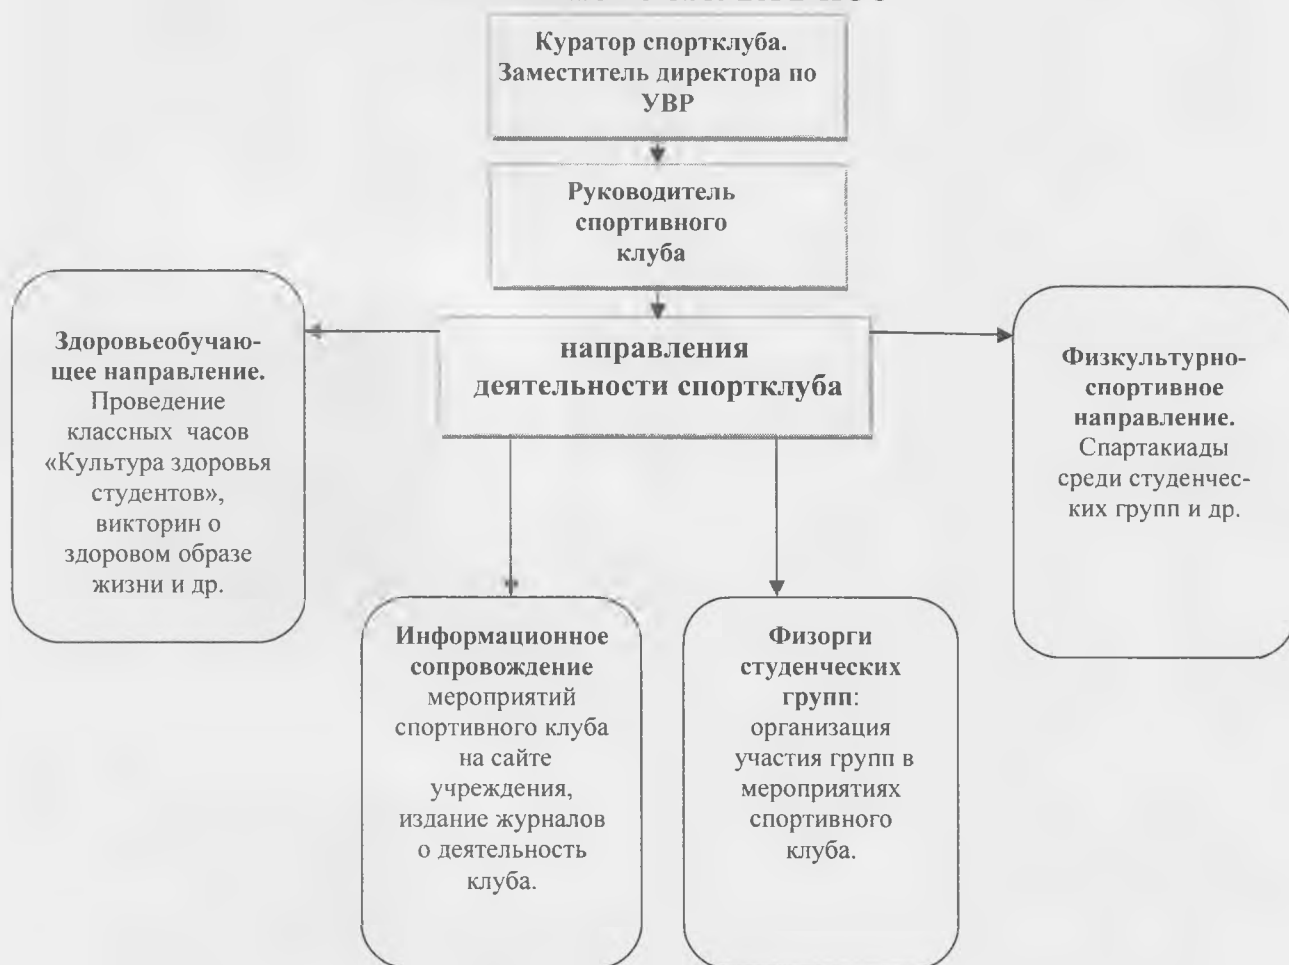 Куратор спортклуба.
Заместитель директора по
УВР
Руководитель
спортивного
клуба
направления
деятельности спортклуба
Здоровьеобучаю-
щее направление.
Проведение
классных часов
«Культура здоровья
студентов»,
викторин о
здоровом образе
жизни и др.
Физкультурно-
спортивное
направление.
Спартакиады
среди студенчес-
ких групп и др.
Информационное
сопровождение
мероприятий
спортивного клуба
на сайте
учреждения,
издание журналов
о деятельность
клуба.
Физорги
студенческих
групп:
организация
участия групп в
мероприятиях
спортивного
клуба.